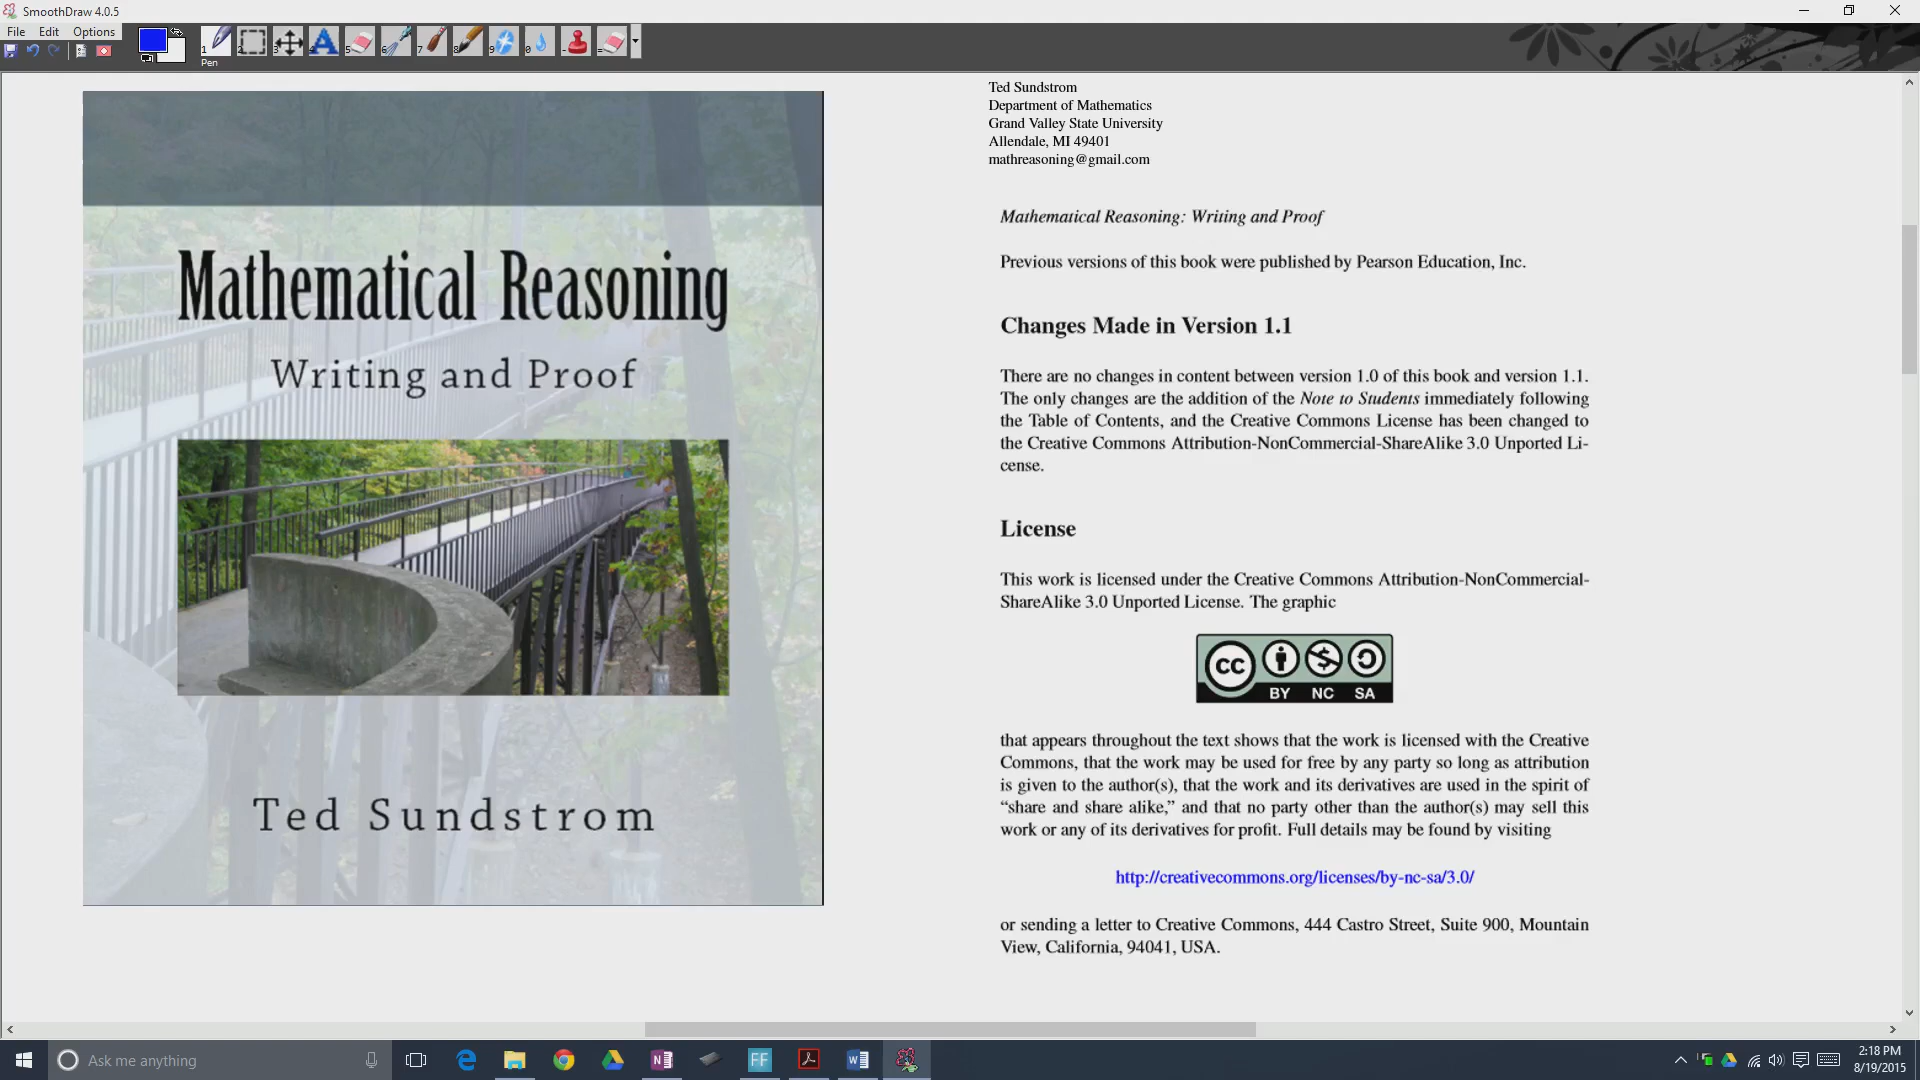 SmoothDraw 4.0.5
File Edit Options
1 2 3 4 5 6 7 8 9 0 - =
Pen
Mathematical Reasoning
Writing and Proof
Ted Sundstrom
Ted Sundstrom
Department of Mathematics
Grand Valley State University
Allendale, MI 49401
mathreasoning@gmail.com
Mathematical Reasoning: Writing and Proof
Previous versions of this book were published by Pearson Education, Inc.
Changes Made in Version 1.1
There are no changes in content between version 1.0 of this book and version 1.1.
The only changes are the addition of the Note to Students immediately following
the Table of Contents, and the Creative Commons License has been changed to
the Creative Commons Attribution-NonCommercial-ShareAlike 3.0 Unported Li-
cense.
License
This work is licensed under the Creative Commons Attribution-NonCommercial-
ShareAlike 3.0 Unported License. The graphic
cc
BY NC SA
that appears throughout the text shows that the work is licensed with the Creative
Commons, that the work may be used for free by any party so long as attribution
is given to the author(s), that the work and its derivatives are used in the spirit of
“share and share alike,” and that no party other than the author(s) may sell this
work or any of its derivatives for profit. Full details may be found by visiting
http://creativecommons.org/licenses/by-nc-sa/3.0/
or sending a letter to Creative Commons, 444 Castro Street, Suite 900, Mountain
View, California, 94041, USA.
Ask me anything
FF
2:18 PM
8/19/2015